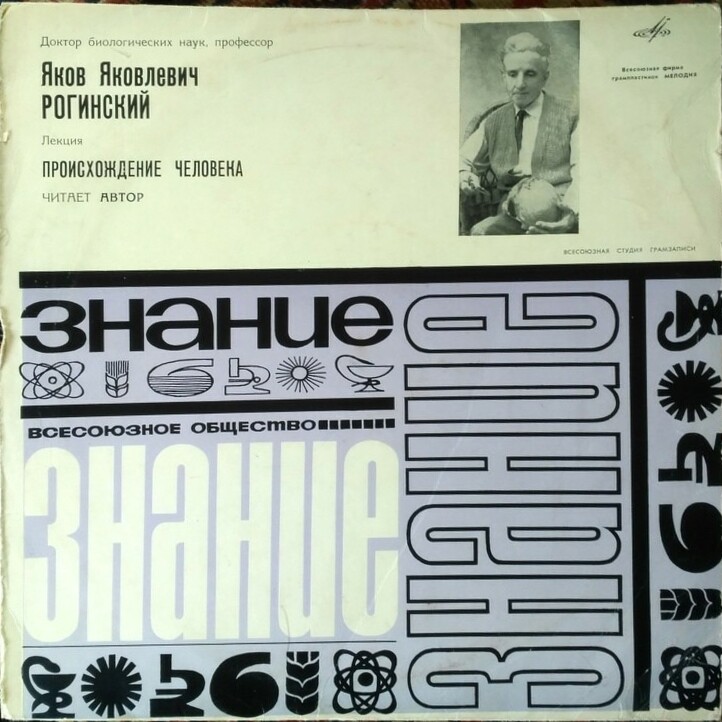 Доктор биологических наук, профессор
Яков Яковлевич
РОГИНСКИЙ
Лекция
ПРОИСХОЖДЕНИЕ ЧЕЛОВЕКА
ЧИТАЕТ АВТОР
Всесоюзная фирма
грампластинок МЕЛОДИЯ
ВСЕСОЮЗНАЯ СТУДИЯ ГРАМЗАПИСИ
знание
ВСЕСОЮЗНОЕ ОБЩЕСТВО
знание
знание